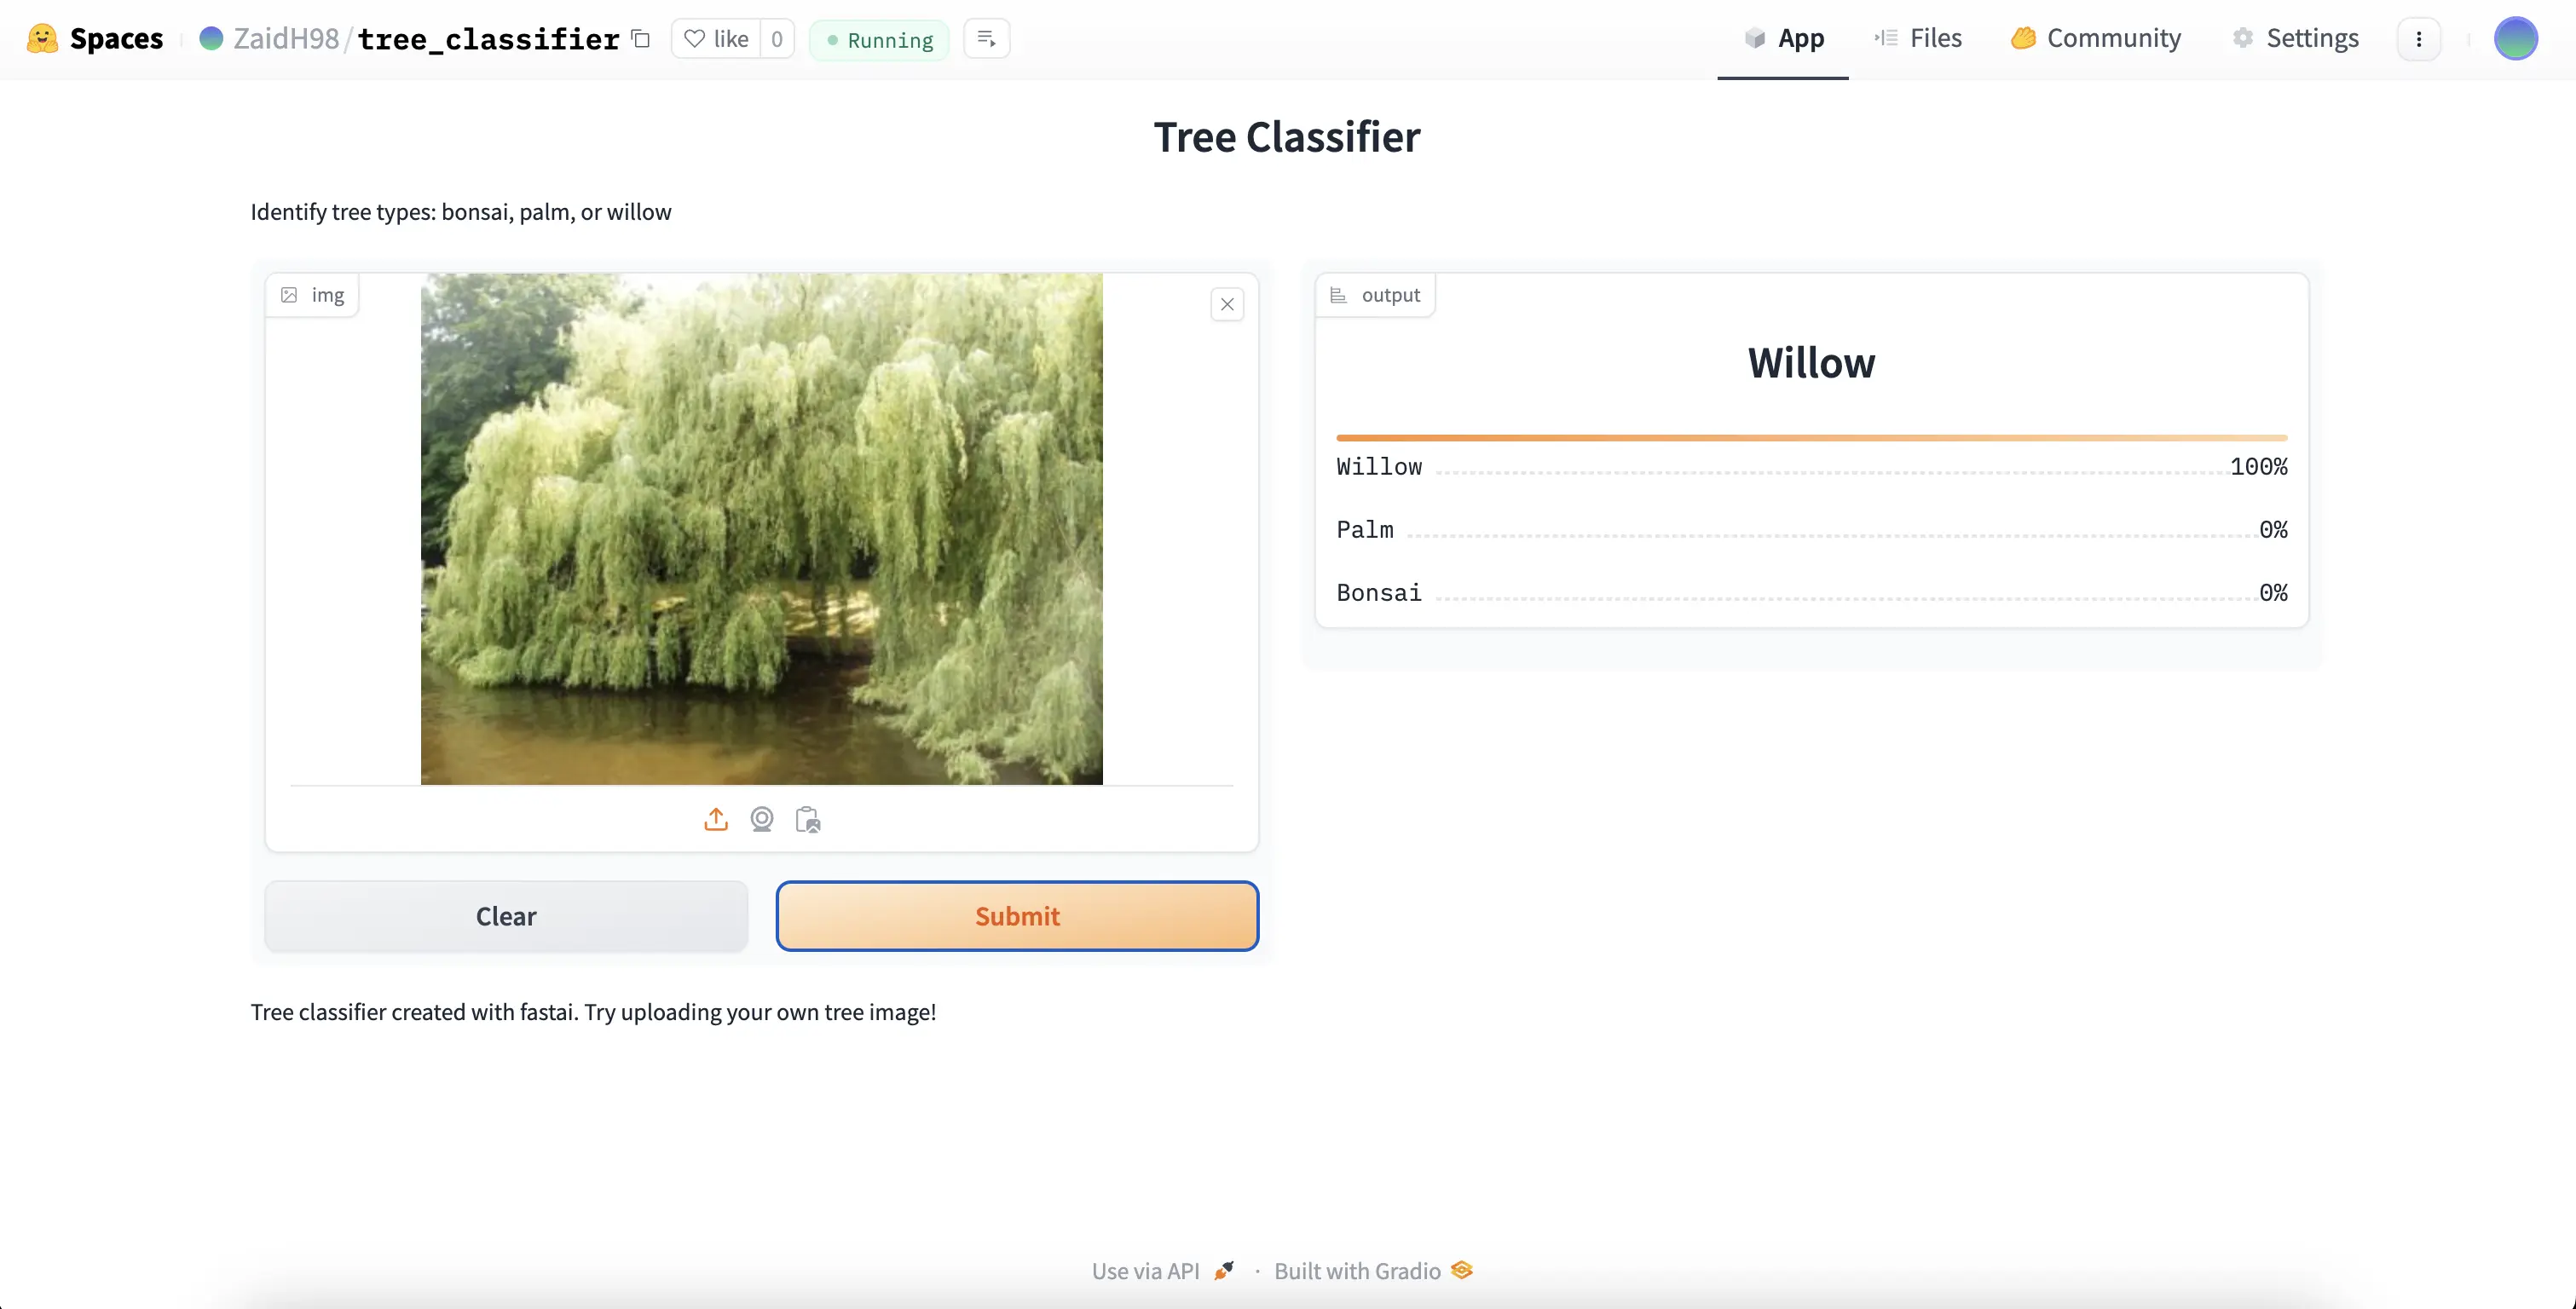 Spaces ZaidH98/tree_classifier like 0 Running App Files Community Settings
Tree Classifier
Identify tree types: bonsai, palm, or willow
img
output
Willow
Willow 100%
Palm 0%
Bonsai 0%
Clear Submit
Tree classifier created with fastai. Try uploading your own tree image!
Use via API · Built with Gradio